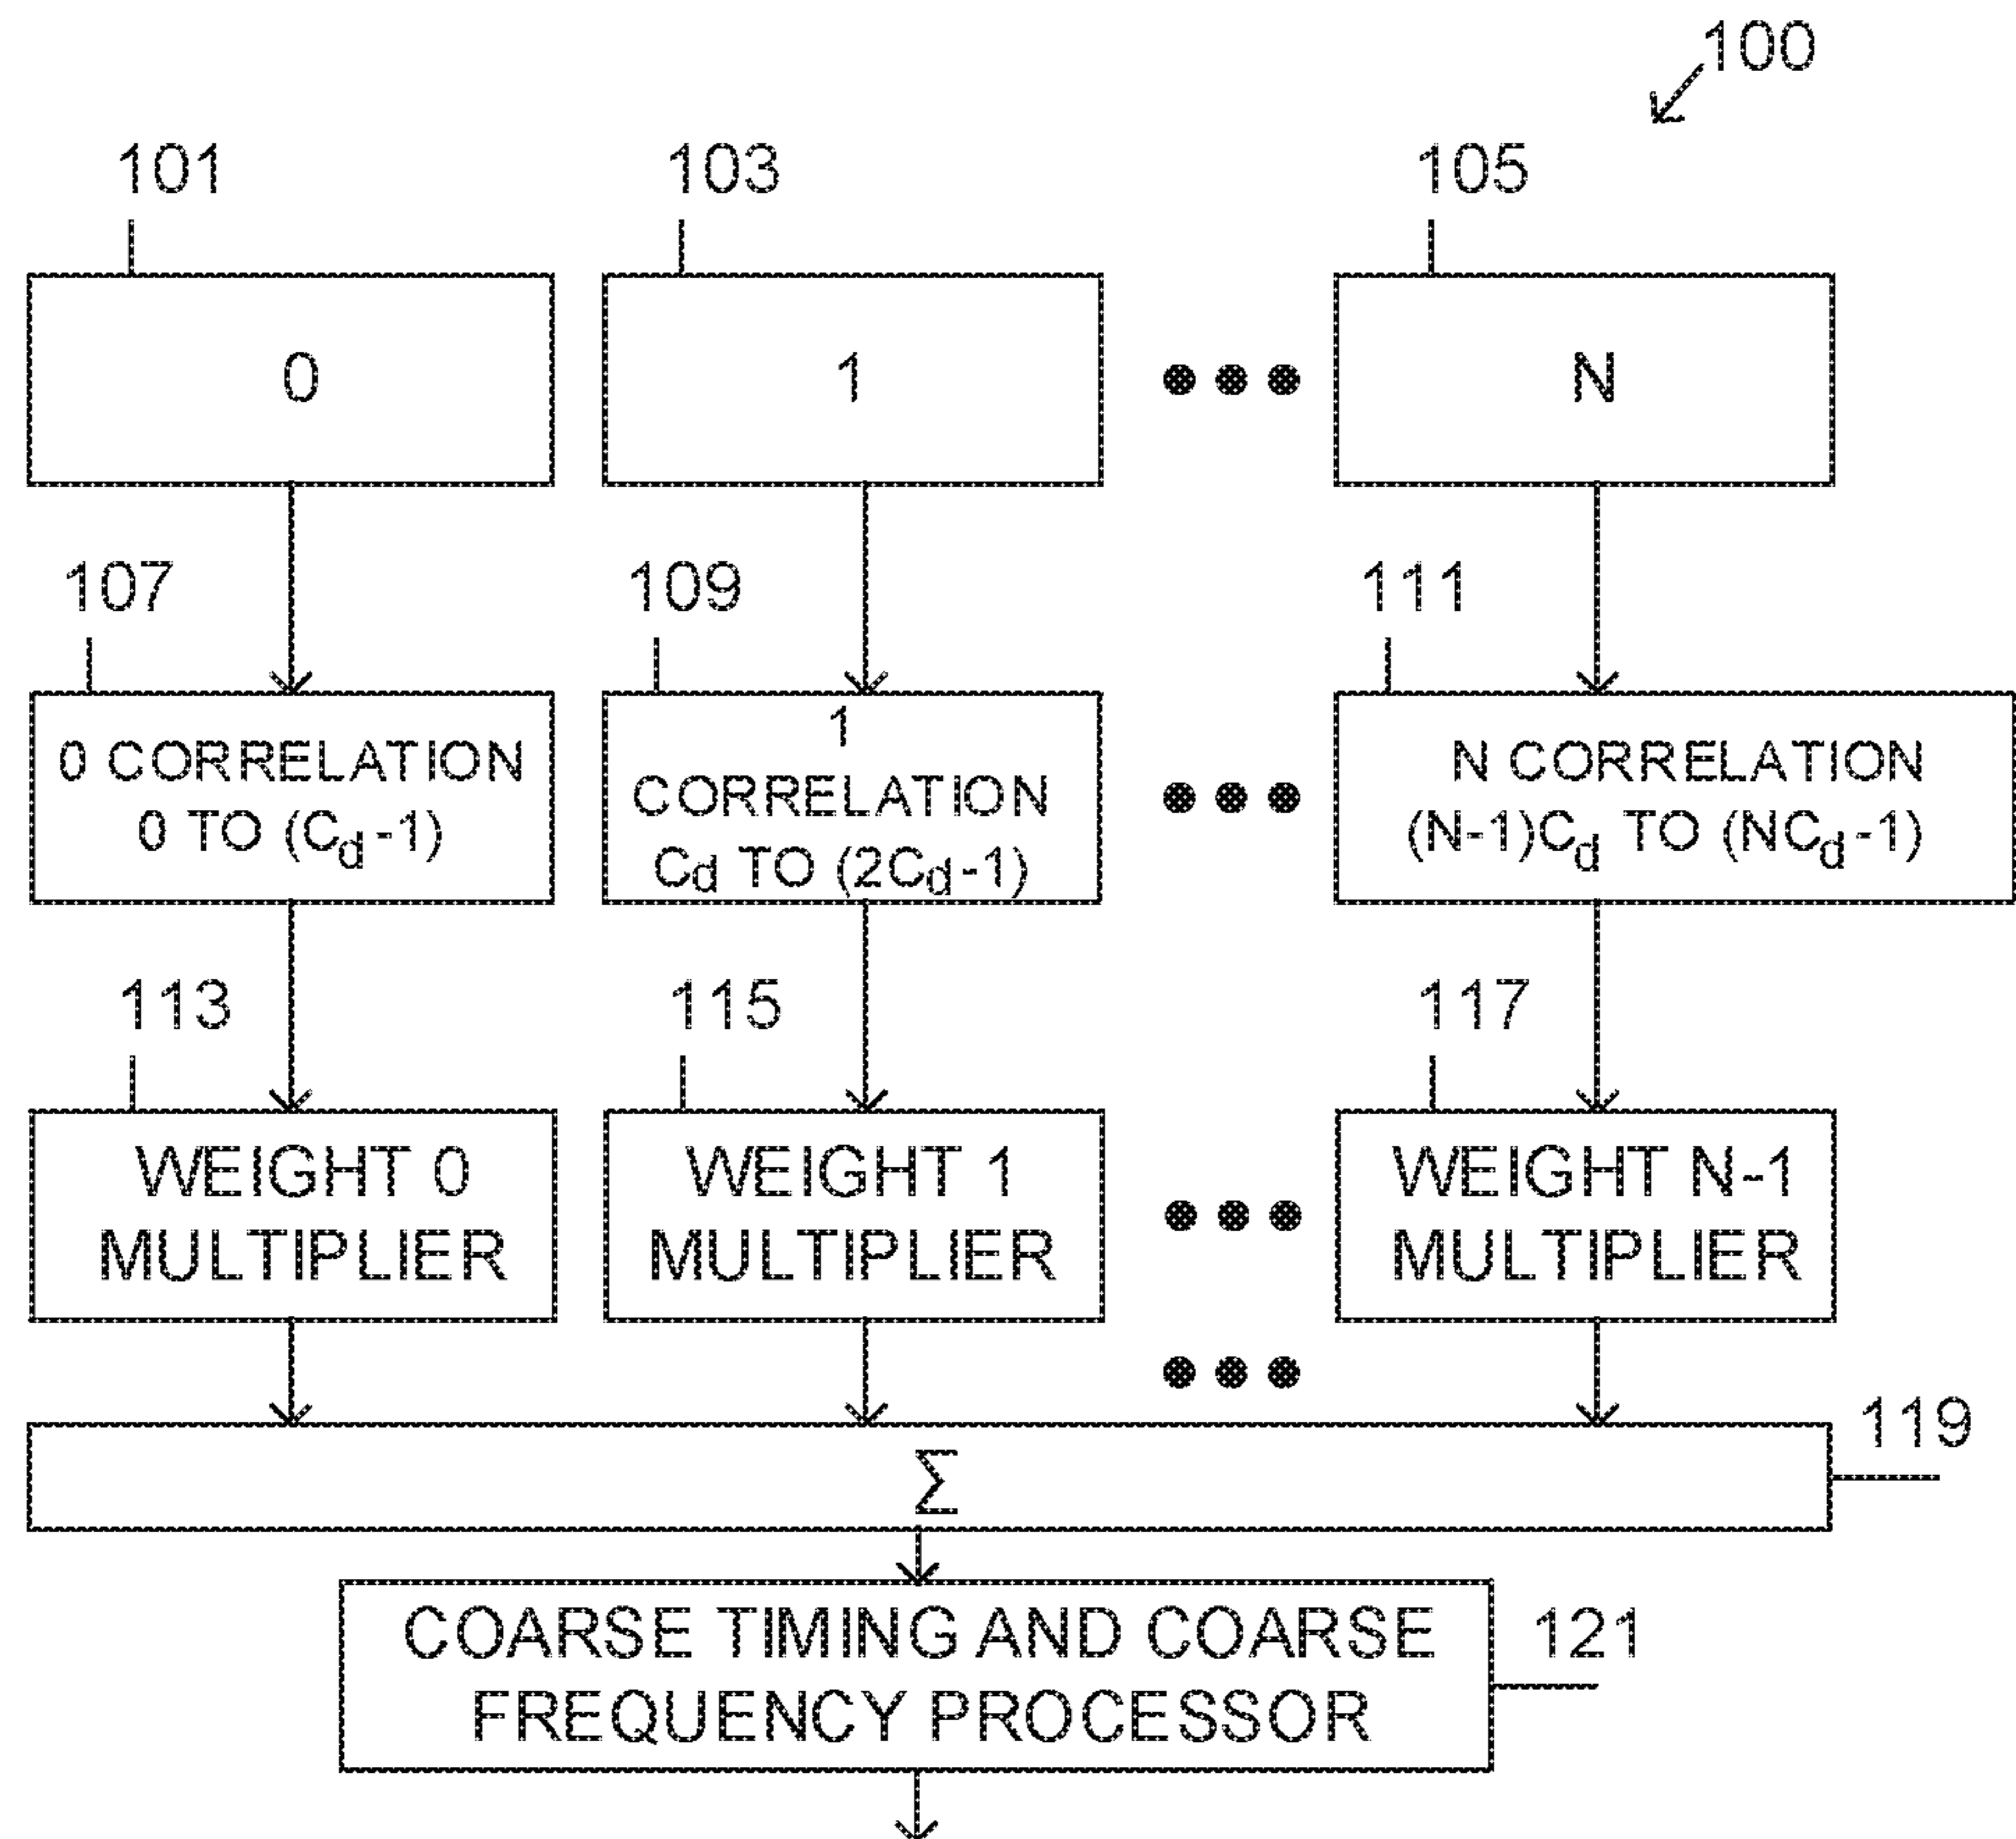 100
101
103
105
0
1
N
107
109
111
0 CORRELATION
0 TO (Cd-1)
1
CORRELATION
Cd TO (2Cd-1)
N CORRELATION
(N-1)Cd TO (NCd-1)
113
115
117
WEIGHT 0
MULTIPLIER
WEIGHT 1
MULTIPLIER
WEIGHT N-1
MULTIPLIER
119
Σ
COARSE TIMING AND COARSE
FREQUENCY PROCESSOR
121